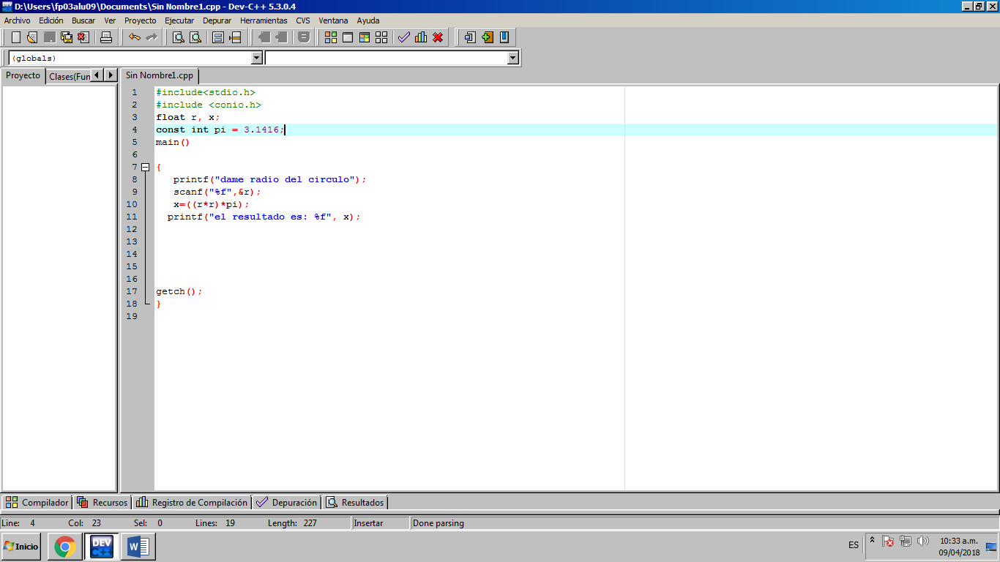 D:\Users\fp03alu09\Documents\Sin Nombre1.cpp - Dev-C++ 5.3.0.4
Archivo Edición Buscar Ver Proyecto Ejecutar Depurar Herramientas CVS Ventana Ayuda
(globals)
Proyecto Clases(Fun Sin Nombre1.cpp
1 #include<stdio.h>
2 #include <conio.h>
3 float r, x;
4 const int pi = 3.1416;
5 main()
6
7 {
8 printf("dame radio del circulo");
9 scanf("%f",&r);
10 x=((r*r)*pi);
11 printf("el resultado es: %f", x);
12
13
14
15
16
17 getch();
18 }
19
Compilador Recursos Registro de Compilación Depuración Resultados
Line: 4 Col: 23 Sel: 0 Lines: 19 Length: 227 Insertar Done parsing
Inicio DEV C++ W ES 10:33 a.m.
09/04/2018